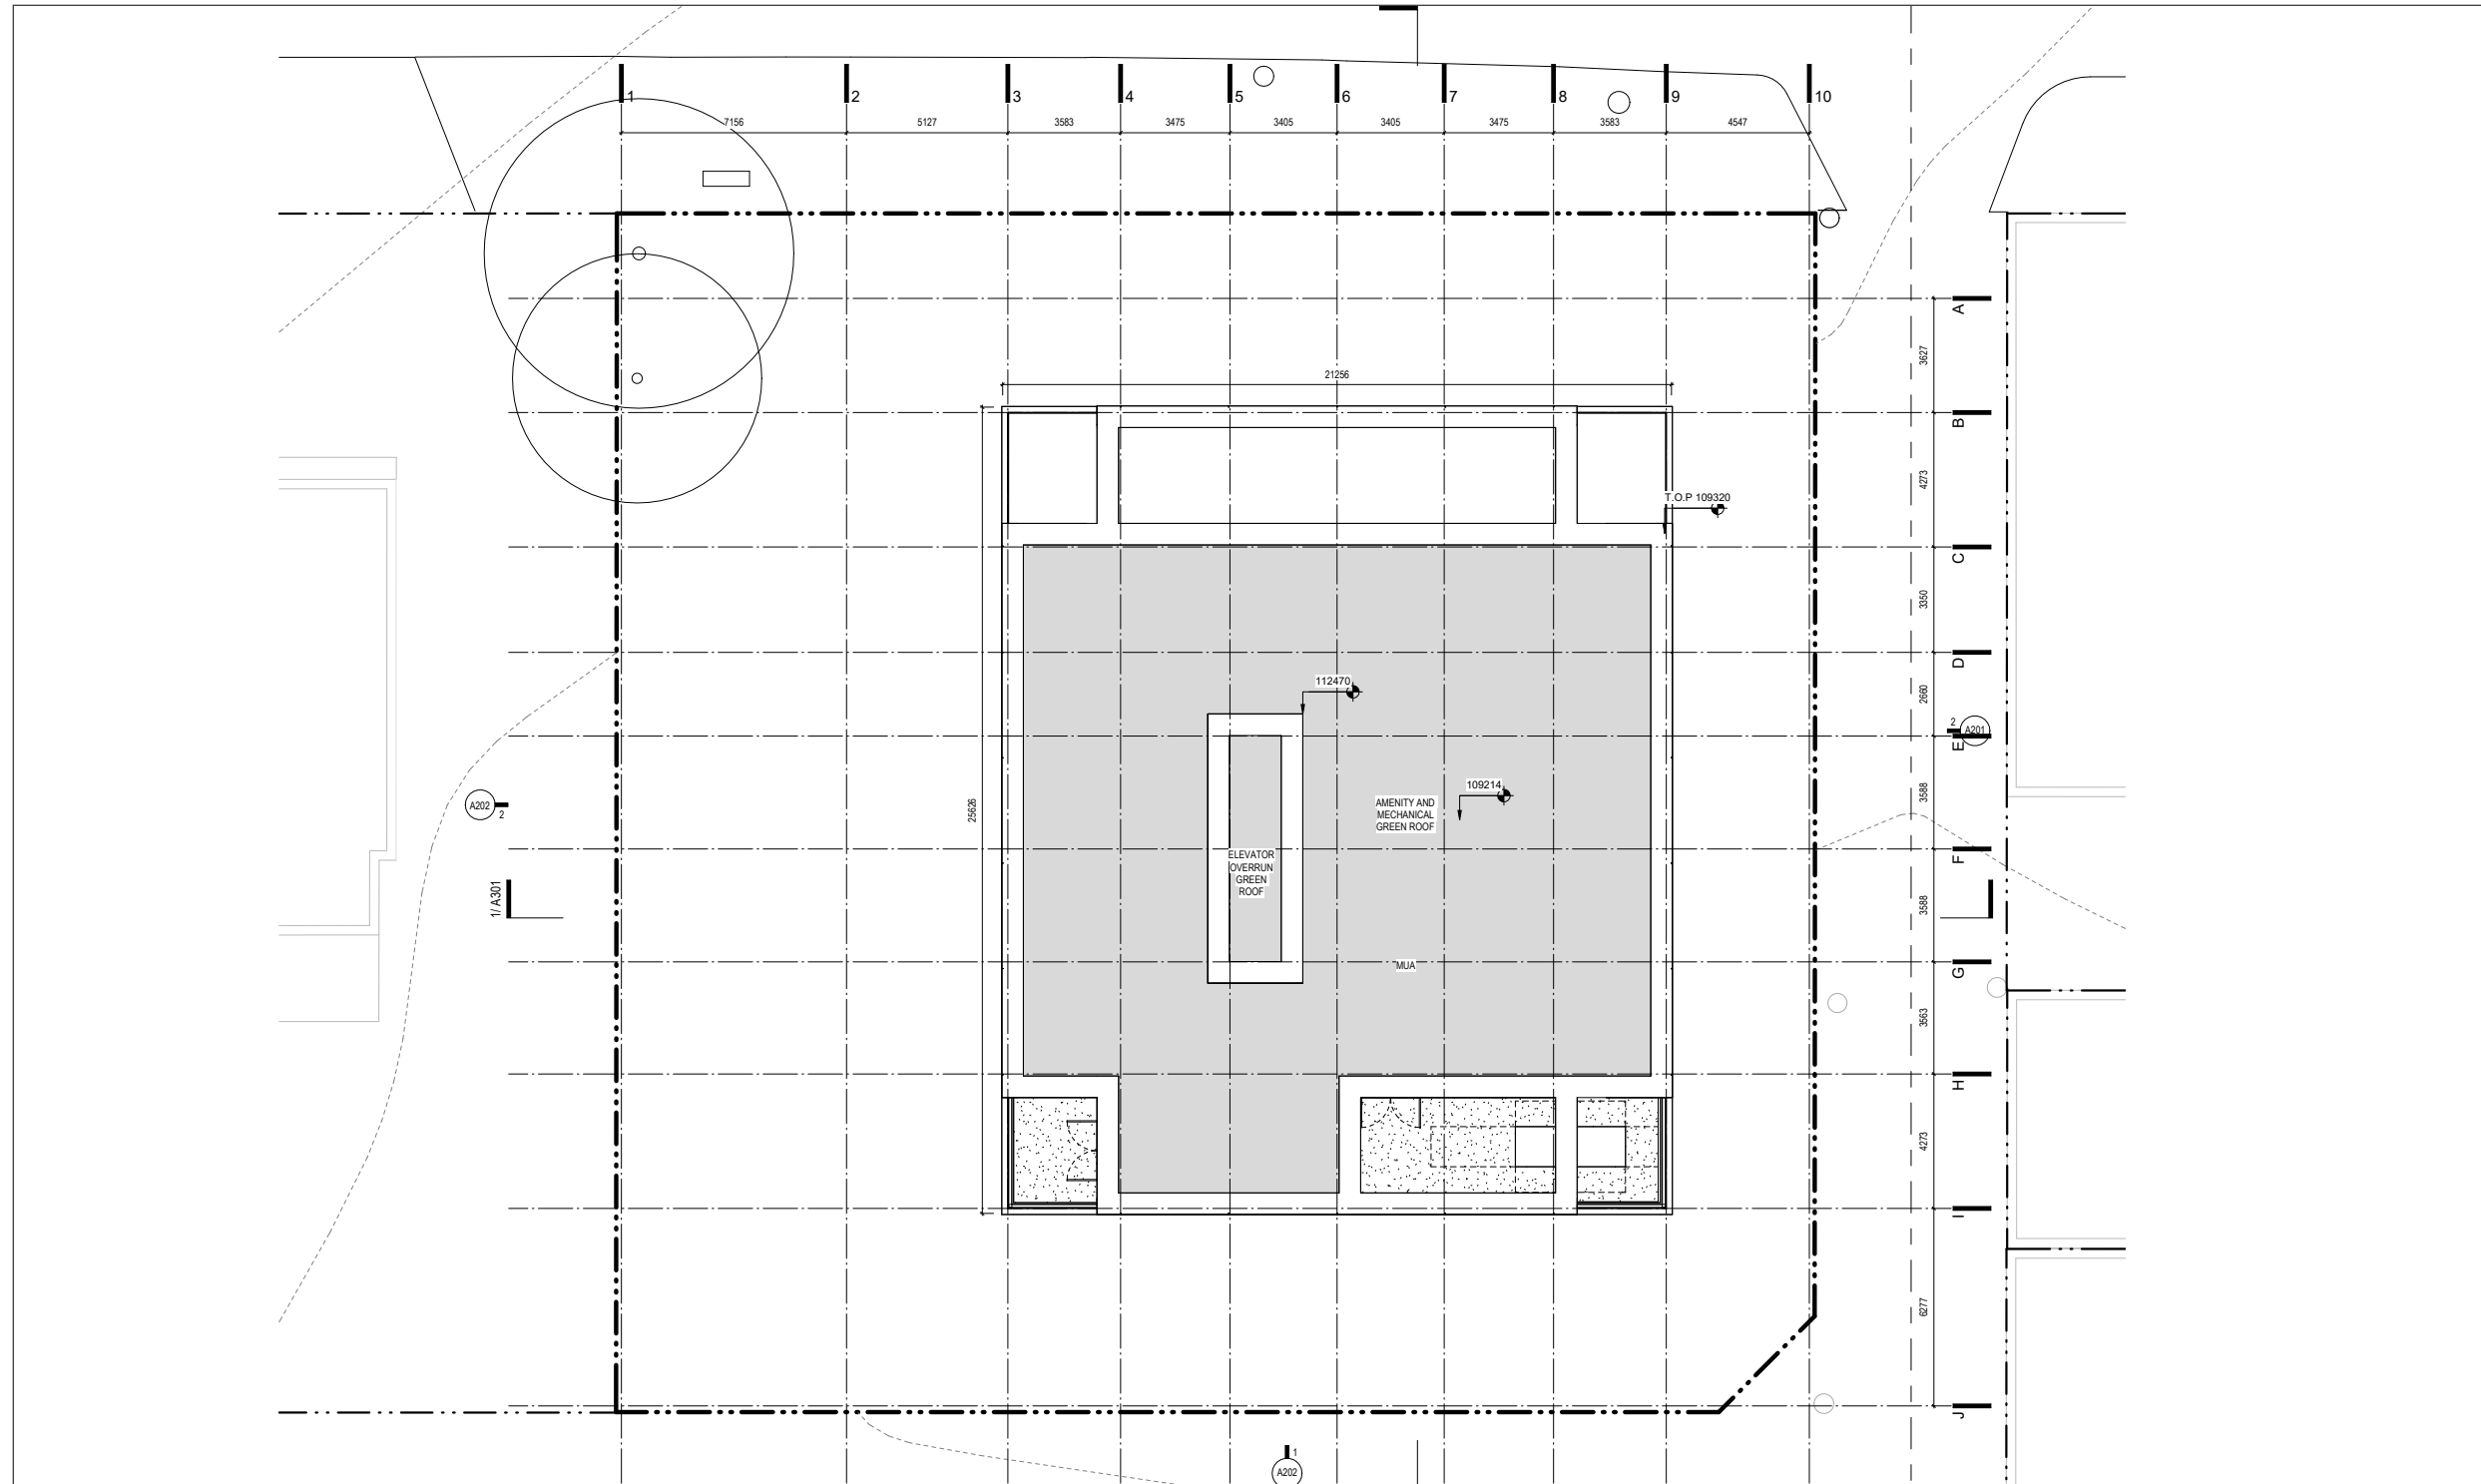 1
2
3
4
5
6
7
8
9
10
7156
5127
3583
3475
3405
3405
3475
3583
4547
A
3627
21256
B
4273
T.O.P 109320
C
3350
D
112470
2660
2
A201
E
109214
3588
A202
2
25626
AMENITY AND
MECHANICAL
GREEN ROOF
ELEVATOR
OVERRUN
GREEN
ROOF
F
1/ A301
3588
MUA
G
3563
H
4273
I
6277
J
1
A202